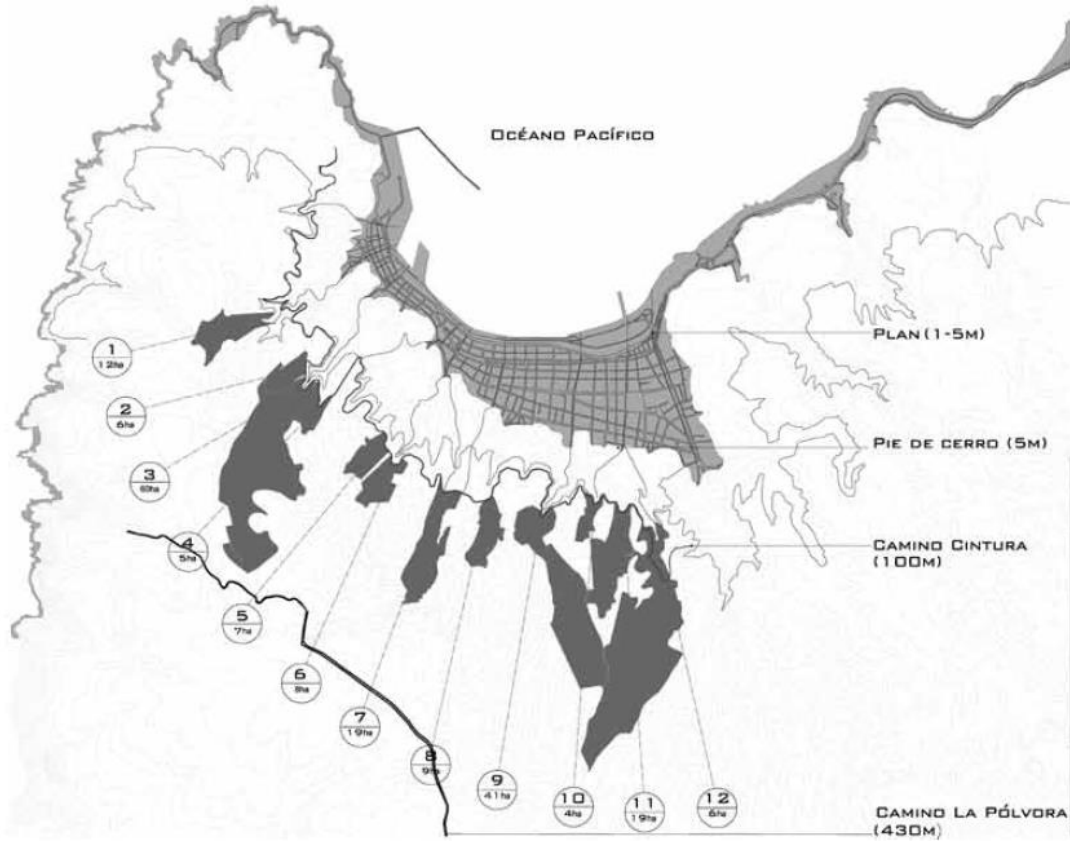 OCÉANO PACÍFICO
PLAN (1-5M)
1
12ha
2
6ha
PIE DE CERRO (5M)
3
60ha
4
5ha
CAMINO CINTURA
(100M)
5
7ha
6
8ha
7
19ha
8
9ha
9
41ha
10
4ha
11
19ha
12
6ha
CAMINO LA PÓLVORA
(430M)